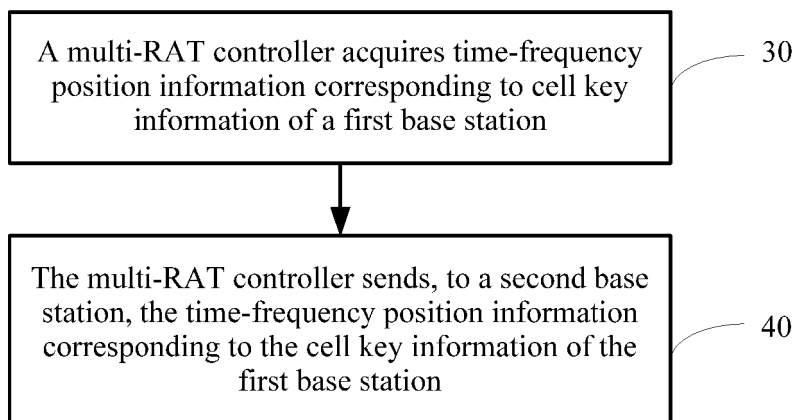 A multi-RAT controller acquires time-frequency
position information corresponding to cell key
information of a first base station
30
The multi-RAT controller sends, to a second base
station, the time-frequency position information
corresponding to the cell key information of the
first base station
40